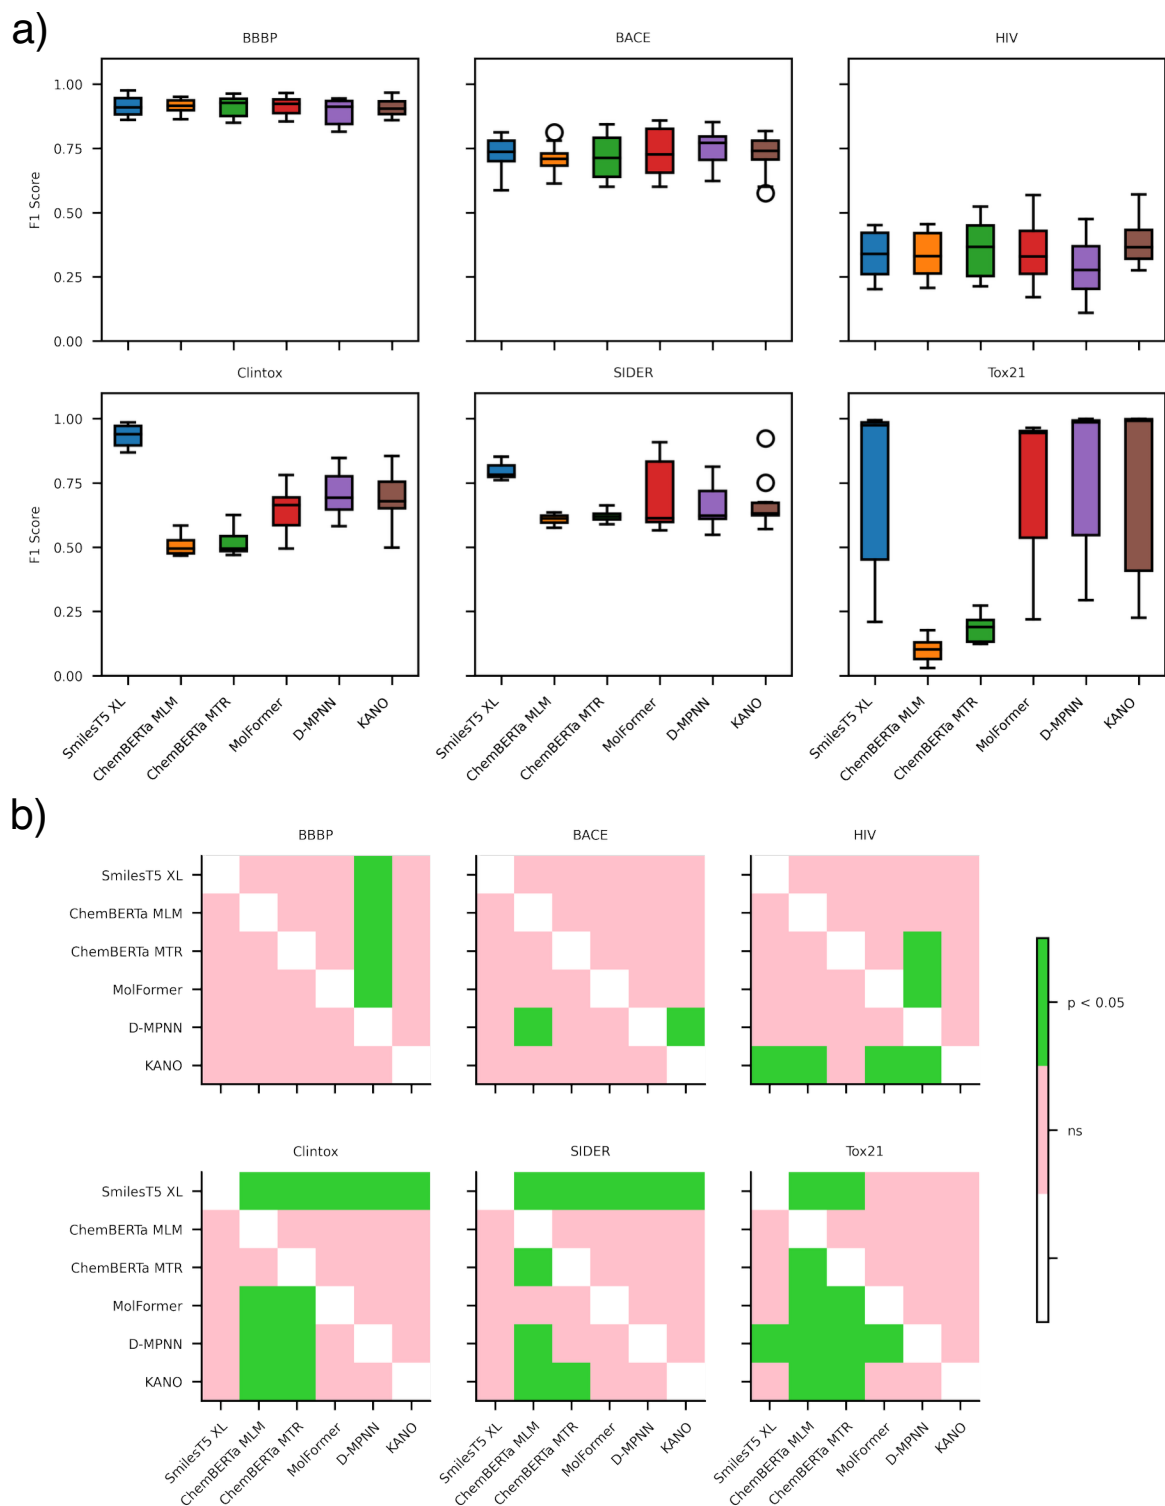 a)
BBBP
BACE
HIV
F1 Score
1.00
0.75
0.50
0.25
0.00
Clintox
SIDER
Tox21
F1 Score
1.00
0.75
0.50
0.25
0.00
SmilesT5 XL
ChemBERTa MLM
ChemBERTa MTR
MolFormer
D-MPNN
KANO
SmilesT5 XL
ChemBERTa MLM
ChemBERTa MTR
MolFormer
D-MPNN
KANO
SmilesT5 XL
ChemBERTa MLM
ChemBERTa MTR
MolFormer
D-MPNN
KANO
b)
BBBP
BACE
HIV
SmilesT5 XL
ChemBERTa MLM
ChemBERTa MTR
MolFormer
D-MPNN
KANO
p < 0.05
ns
Clintox
SIDER
Tox21
SmilesT5 XL
ChemBERTa MLM
ChemBERTa MTR
MolFormer
D-MPNN
KANO
SmilesT5 XL
ChemBERTa MLM
ChemBERTa MTR
MolFormer
D-MPNN
KANO
SmilesT5 XL
ChemBERTa MLM
ChemBERTa MTR
MolFormer
D-MPNN
KANO
SmilesT5 XL
ChemBERTa MLM
ChemBERTa MTR
MolFormer
D-MPNN
KANO